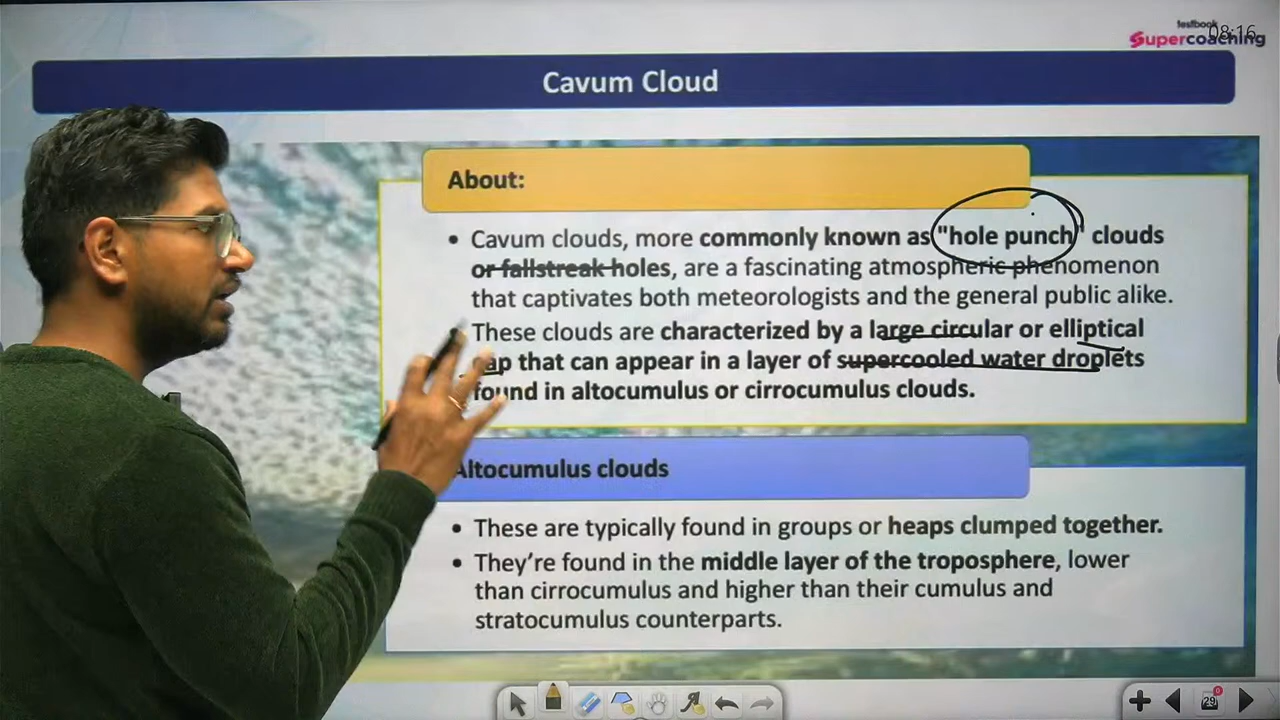 testbook
Supercoaching
08:16
Cavum Cloud
About:
• Cavum clouds, more commonly known as "hole punch" clouds
or fallstreak holes, are a fascinating atmospheric phenomenon
that captivates both meteorologists and the general public alike.
These clouds are characterized by a large circular or elliptical
gap that can appear in a layer of supercooled water droplets
found in altocumulus or cirrocumulus clouds.
Altocumulus clouds
• These are typically found in groups or heaps clumped together.
• They're found in the middle layer of the troposphere, lower
than cirrocumulus and higher than their cumulus and
stratocumulus counterparts.
29